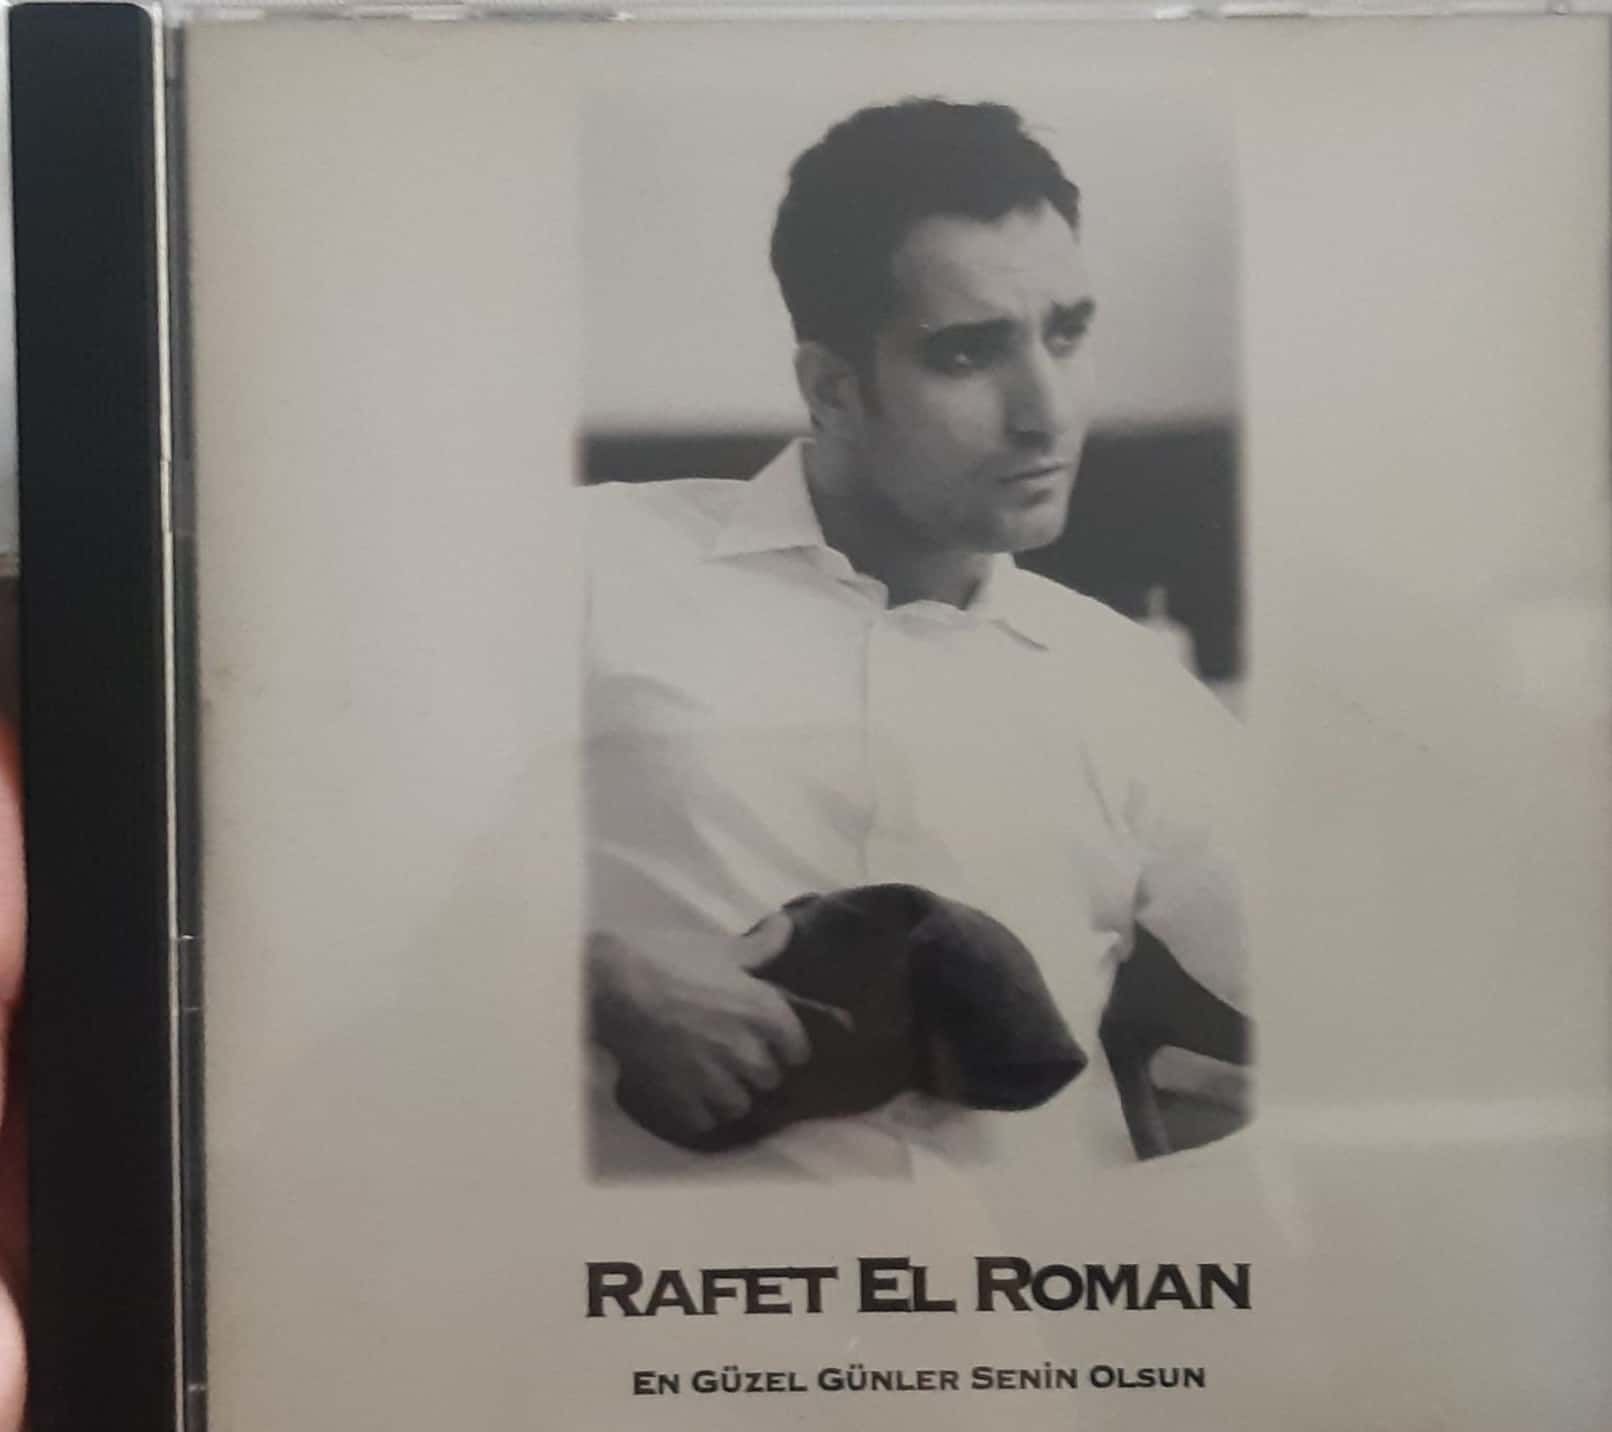 RAFET EL ROMAN
EN GÜZEL GÜNLER SENİN OLSUN